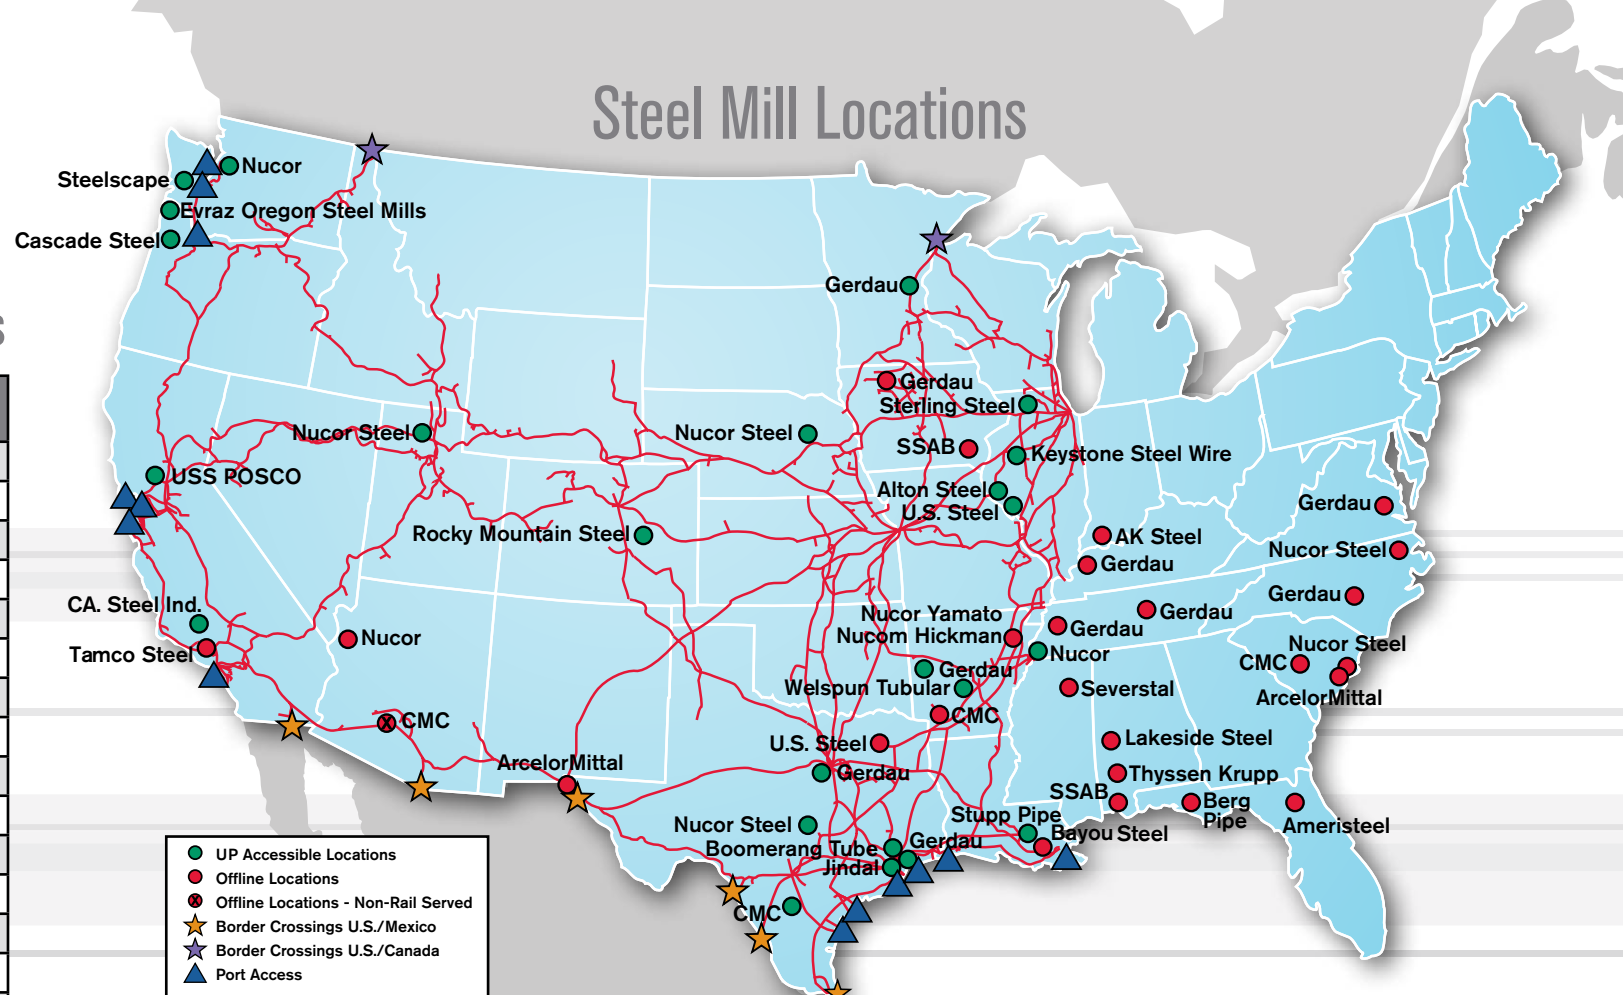 Steel Mill Locations
Nucor
Steelscape
Evraz Oregon Steel Mills
Cascade Steel
Gerdau
s
Gerdau
Sterling Steel
Nucor Steel
Nucor Steel
SSAB
Keystone Steel Wire
USS POSCO
Alton Steel
U.S. Steel
Gerdau
Rocky Mountain Steel
AK Steel
Nucor Steel
Gerdau
CA. Steel Ind.
Gerdau
Nucor Yamato
Gerdau
Gerdau
Nucom Hickman
Nucor
Tamco Steel
Nucor
Nucor Steel
CMC
Gerdau
Welspun Tubular
Severstal
ArcelorMittal
CMC
CMC
U.S. Steel
Lakeside Steel
ArcelorMittal
Gerdau
Thyssen Krupp
SSAB
Berg
Pipe
Stupp Pipe
Ameristeel
Nucor Steel
Bayou Steel
Gerdau
Boomerang Tube
Jindal
CMC
UP Accessible Locations
Offline Locations
Offline Locations - Non-Rail Served
Border Crossings U.S./Mexico
Border Crossings U.S./Canada
Port Access